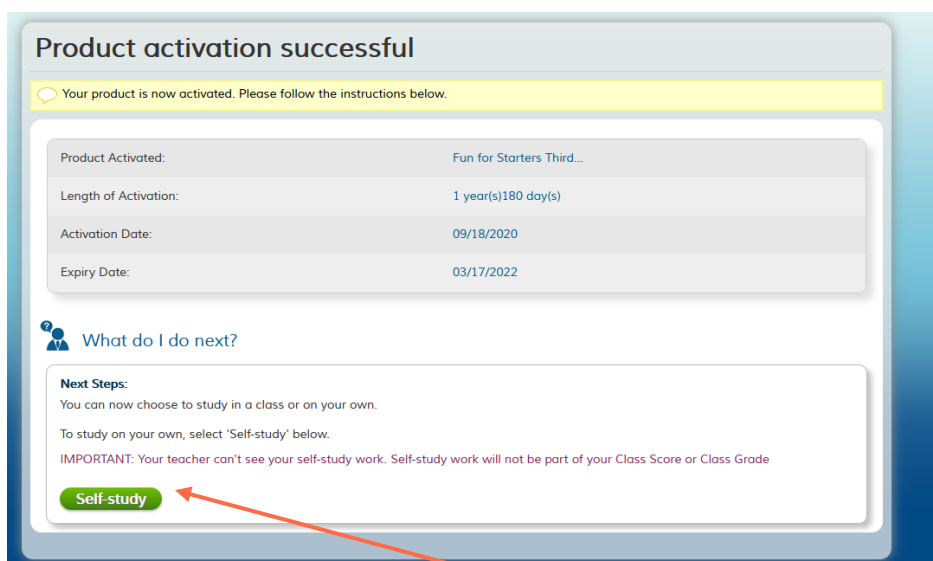 Product activation successful
Your product is now activated. Please follow the instructions below.
Product Activated: Fun for Starters Third...
Length of Activation: 1 year(s)180 day(s)
Activation Date: 09/18/2020
Expiry Date: 03/17/2022
?
What do I do next?
Next Steps:
You can now choose to study in a class or on your own.
To study on your own, select 'Self-study' below.
IMPORTANT: Your teacher can't see your self-study work. Self-study work will not be part of your Class Score or Class Grade
Self-study